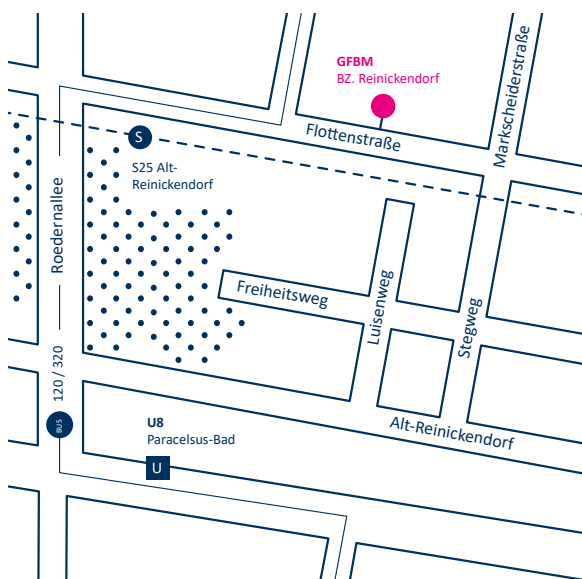 GFBM
BZ. Reinickendorf
Markscheiderstraße
Flottenstraße
S
S25 Alt-
Reinickendorf
Roedernallee
Freiheitsweg
Luisenweg
Stegweg
120 / 320
BUS
U8
Paracelsus-Bad
U
Alt-Reinickendorf